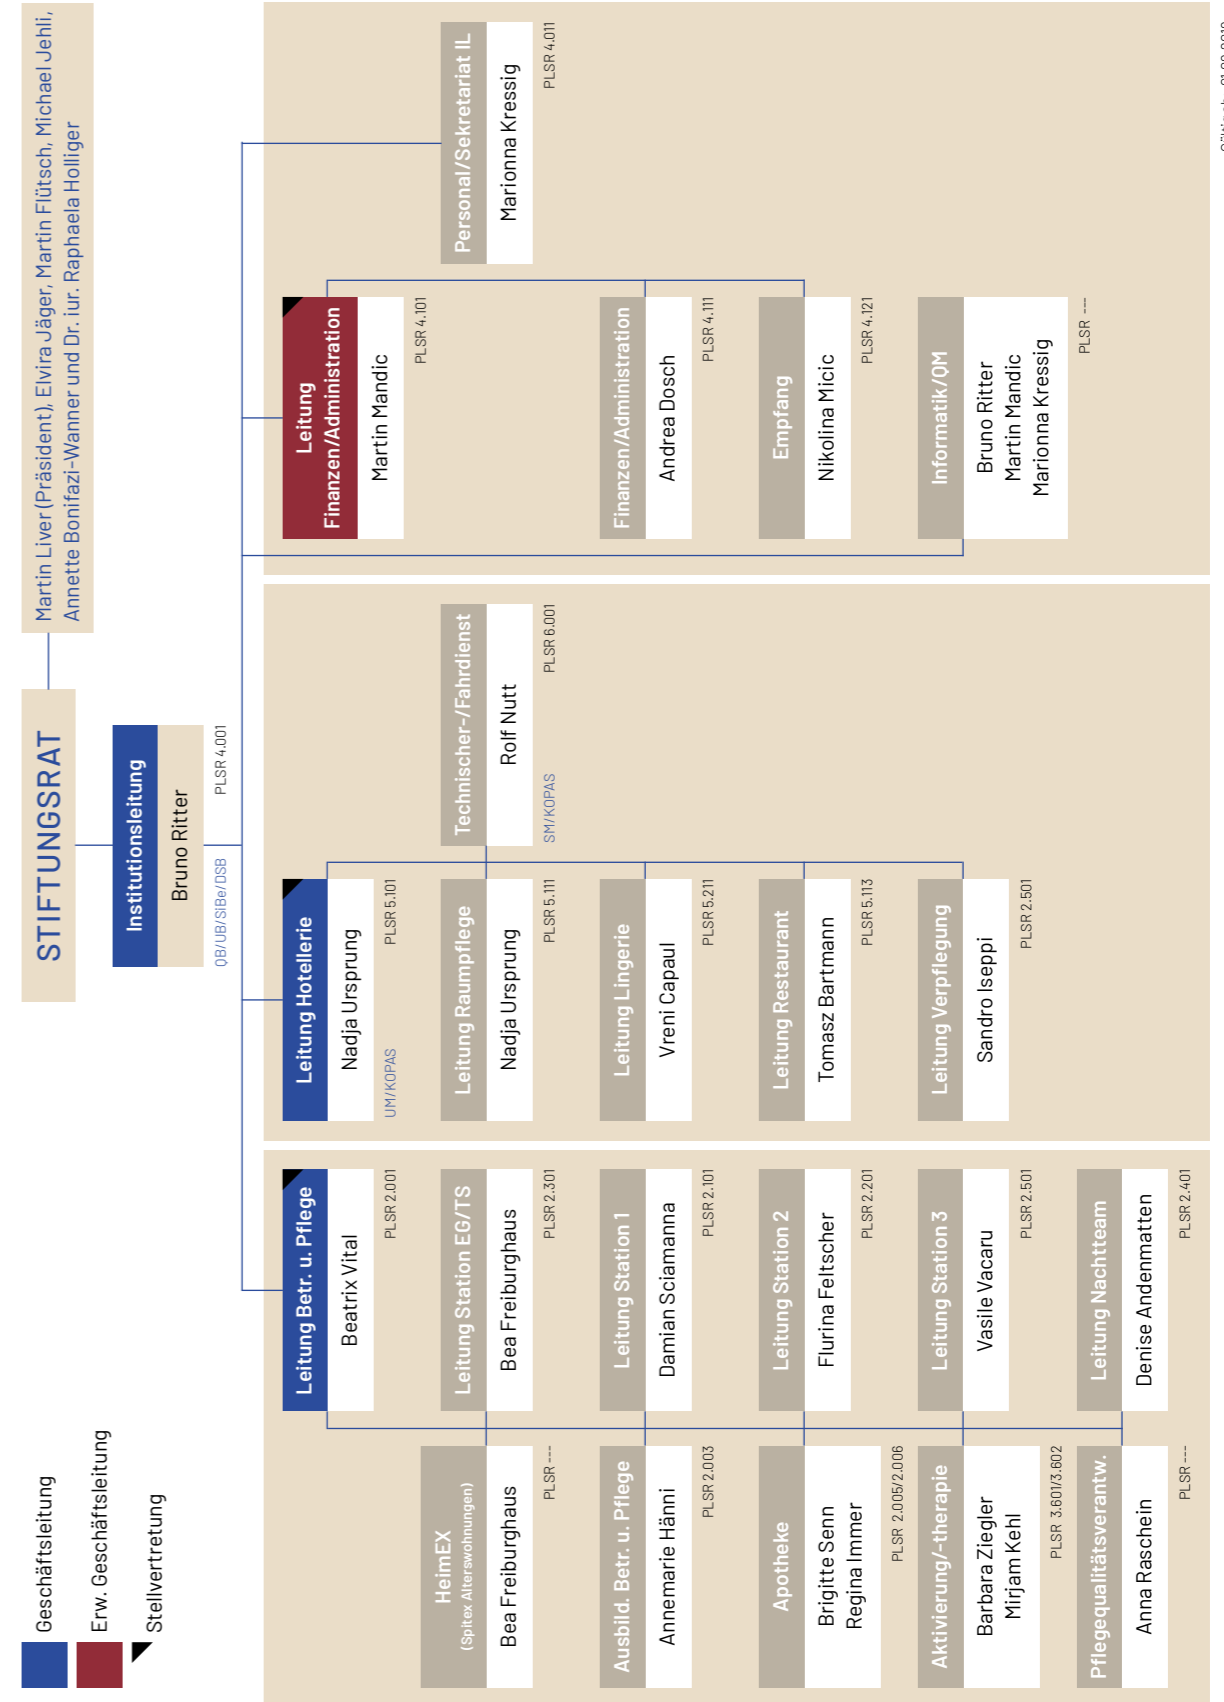 Geschäftsleitung
Erw. Geschäftsleitung
Stellvertretung
STIFTUNGSRAT
Martin Liver (Präsident), Elvira Jäger, Martin Flütsch, Michael Jehli,
Annette Bonifazi-Wanner und Dr. iur. Raphaela Holliger
Institutionsleitung
Bruno Ritter
QB/UB/SiBe/DSB
PLSR 4.001
Leitung Betr. u. Pflege
Beatrix Vital
PLSR 2.001
HeimEX
(Spitex Alterswohnungen)
Bea Freiburghaus
PLSR ---
Leitung Station EG/TS
Bea Freiburghaus
PLSR 2.301
Ausbild. Betr. u. Pflege
Annemarie Hänni
PLSR 2.003
Leitung Station 1
Damian Sciamanna
PLSR 2.101
Apotheke
Brigitte Senn
Regina Immer
PLSR 2.005/2.006
Leitung Station 2
Flurina Feltscher
PLSR 2.201
Aktivierung/-therapie
Barbara Ziegler
Mirjam Kehl
PLSR 3.601/3.602
Leitung Station 3
Vasile Vacaru
PLSR 2.501
Pflegequalitätsverantw.
Anna Raschein
PLSR ---
Leitung Nachtteam
Denise Andenmatten
PLSR 2.401
Leitung Hotellerie
Nadja Ursprung
UM/KOPAS
PLSR 5.101
Leitung Raumpflege
Nadja Ursprung
PLSR 5.111
Technischer-/Fahrdienst
Rolf Nutt
SM/KOPAS
PLSR 6.001
Leitung Lingerie
Vreni Capaul
PLSR 5.211
Leitung Restaurant
Tomasz Bartmann
PLSR 5.113
Leitung Verpflegung
Sandro Iseppi
PLSR 2.501
Leitung
Finanzen/Administration
Martin Mandic
PLSR 4.101
Personal/Sekretariat IL
Marionna Kressig
PLSR 4.011
Finanzen/Administration
Andrea Dosch
PLSR 4.111
Empfang
Nikolina Micic
PLSR 4.121
Informatik/QM
Bruno Ritter
Martin Mandic
Marionna Kressig
PLSR ---